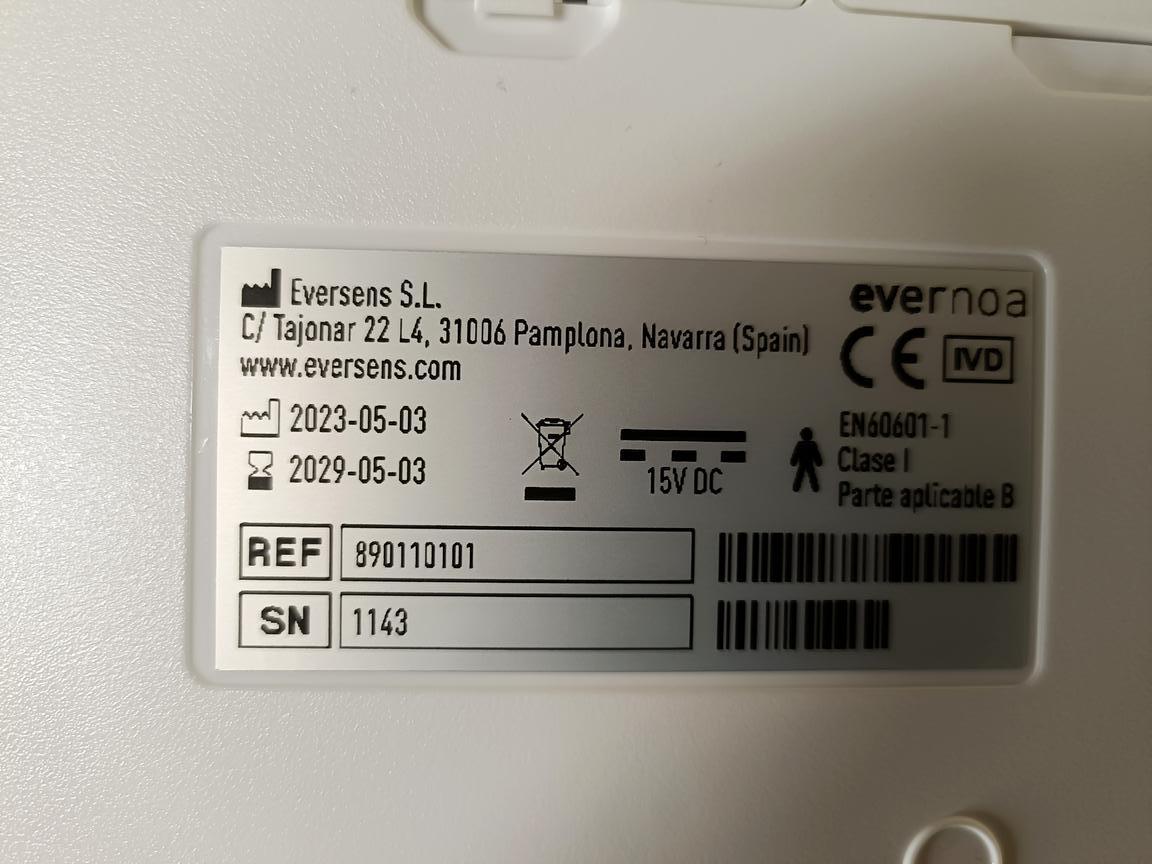 Eversens S.L.
evernoa
C/ Tajonar 22 L4, 31006 Pamplona, Navarra (Spain)
www.eversens.com
CE IVD
2023-05-03
2029-05-03
15V DC
EN60601-1
Clase I
Parte aplicable B
REF 890110101
SN 1143